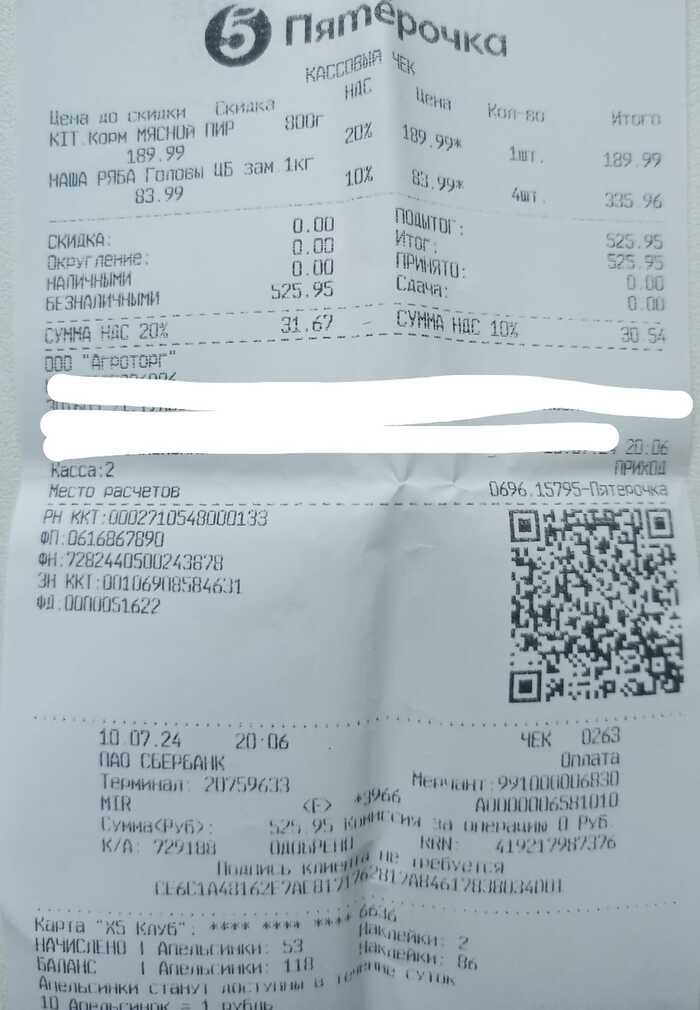 5 Пятёрочка
КАССОВЫЙ ЧЕК
Цена до скидки Скидка НДС Цена Кол-во Итого
KIT.Корм МЯСНОЙ ПИР 800г
189.99 20% 189.99* 1шт. 189.99
НАША РЯБА Головы ЦБ зам.1кг
83.99 10% 83.99* 4шт. 335.96
СКИДКА: 0.00 ПОДЫТОГ: 525.95
Округление: 0.00 Итог: 525.95
НАЛИЧНЫМИ 0.00 ПРИНЯТО: 0.00
БЕЗНАЛИЧНЫМИ 525.95 Сдача: 0.00
СУММА НДС 20% 31.67 СУММА НДС 10% 30.54
ООО "Агроторг"
20:06
Касса:2 ПРИХОД
Место расчетов 0696.15795-Пятерочка
РН ККТ:0002710548000133
ФП:0616867890
ФН:7282440500243878
ЗН ККТ:00106908584631
ФД:0000051622
10.07.24 20:06 ЧЕК 0263
ПАО СБЕРБАНК Оплата
Терминал: 20759633 Мерчант:991000006830
MIR <F> *3966 A0000006581010
Сумма(Руб): 525.95 Комиссия за операцию 0 Руб.
К/А: 729188 ОДОБРЕНО RRN: 419217987376
Подпись клиента не требуется
CE6C1A48162E7AE8171762817AB4617838034D01
Карта "X5 Клуб": **** **** **** 6636
НАЧИСЛЕНО | Апельсинки: 53 Наклейки: 2
БАЛАНС | Апельсинки: 118 Наклейки: 86
Апельсинки станут доступны в течение суток
10 Апельсинок = 1 рубль